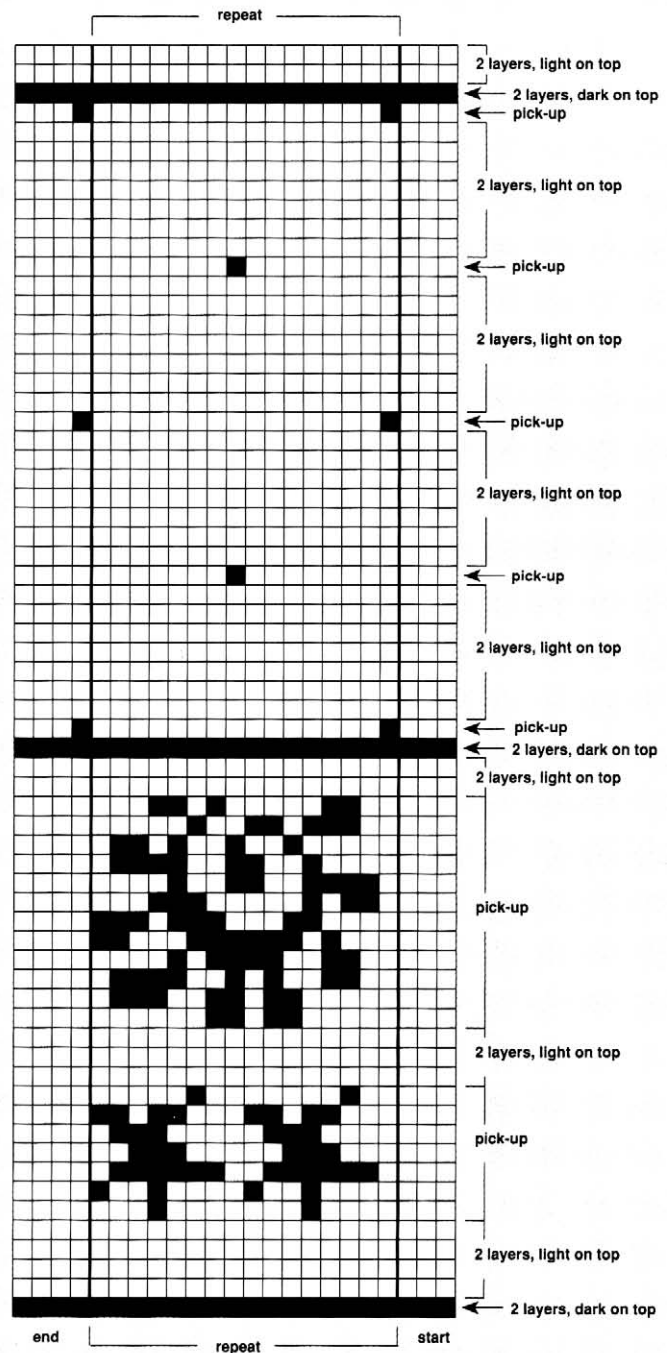 repeat
2 layers, light on top
2 layers, dark on top
pick-up
2 layers, light on top
pick-up
2 layers, light on top
pick-up
2 layers, light on top
pick-up
2 layers, light on top
pick-up
2 layers, dark on top
2 layers, light on top
pick-up
2 layers, light on top
pick-up
2 layers, light on top
2 layers, dark on top
end
repeat
start